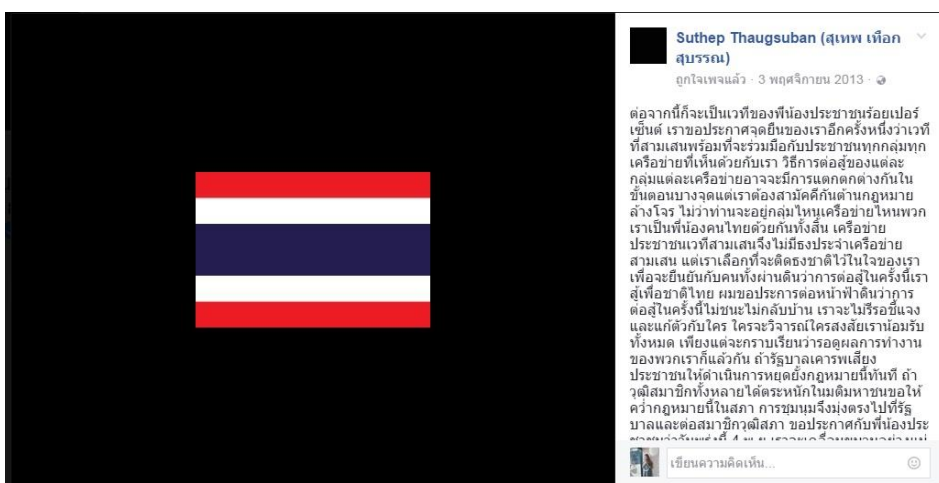 Suthep Thaugsuban (สุเทพ เทือก
สุบรรณ)
ถูกใจเพจแล้ว · 3 พฤศจิกายน 2013 ·
ต่อจากนี้ก็จะเป็นเวทีของพี่น้องประชาชนร้อยเปอร์
เซ็นต์ เราขอประกาศจุดยืนของเราอีกครั้งหนึ่งว่าเวที
ที่สามเสนพร้อมที่จะร่วมมือกับประชาชนทุกกลุ่มทุก
เครือข่ายที่เห็นด้วยกับเรา วิธีการต่อสู้ของแต่ละ
กลุ่มแต่ละเครือข่ายอาจจะมีการแตกตกต่างกันใน
ขั้นตอนบางจุดแต่เราต้องสามัคคีกันต้านกฎหมาย
ล้างโจร ไม่ว่าท่านจะอยู่กลุ่มไหนเครือข่ายไหนพวก
เราเป็นพี่น้องคนไทยด้วยกันทั้งสิ้น เครือข่าย
ประชาชนเวทีสามเสนจึงไม่มีธงประจำเครือข่าย
สามเสน แต่เราเลือกที่จะติดธงชาติไว้ในใจของเรา
เพื่อจะยืนยันกับคนทั้งผ่านดินว่าการต่อสู้ในครั้งนี้เรา
สู้เพื่อชาติไทย ผมขอประการต่อหน้าฟ้าดินว่าการ
ต่อสู้ในครั้งนี้ไม่ชนะไม่กลับบ้าน เราจะไม่รีรอชี้แจง
และแก้ตัวกับใคร ใครจะวิจารณ์ใครสงสัยเราน้อมรับ
ทั้งหมด เพียงแต่จะกราบเรียนว่ารอดูผลการทำงาน
ของพวกเราก็แล้วกัน ถ้ารัฐบาลเคารพเสียง
ประชาชนให้ดำเนินการหยุดยั้งกฎหมายนี้ทันที ถ้า
วุฒิสมาชิกทั้งหลายได้ตระหนักในมติมหาชนขอให้
คว่ำกฎหมายนี้ในสภา การชุมนุมจึงมุ่งตรงไปที่รัฐ
บาลและต่อสมาชิกวุฒิสภา ขอประกาศกับพี่น้องประ
ชาชนว่าวันพรุ่งนี้ 4 พ.ย เราจะเคลื่อนขบวนอย่างแน่
เขียนความคิดเห็น...